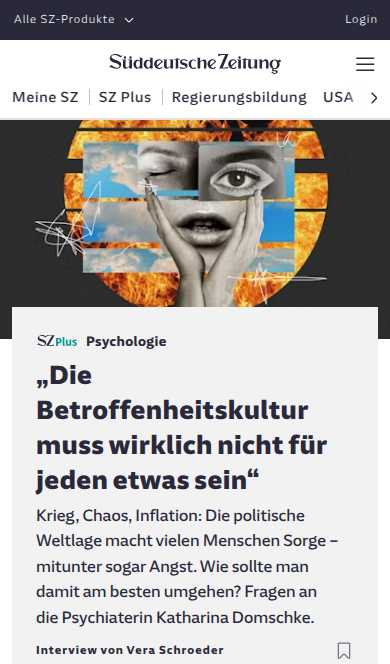 Alle SZ-Produkte
Login
Süddeutsche Zeitung
Meine SZ
SZ Plus
Regierungsbildung
USA
SZ Plus Psychologie
„Die
Betroffenheitskultur
muss wirklich nicht für
jeden etwas sein“
Krieg, Chaos, Inflation: Die politische
Weltlage macht vielen Menschen Sorge –
mitunter sogar Angst. Wie sollte man
damit am besten umgehen? Fragen an
die Psychiaterin Katharina Domschke.
Interview von Vera Schroeder